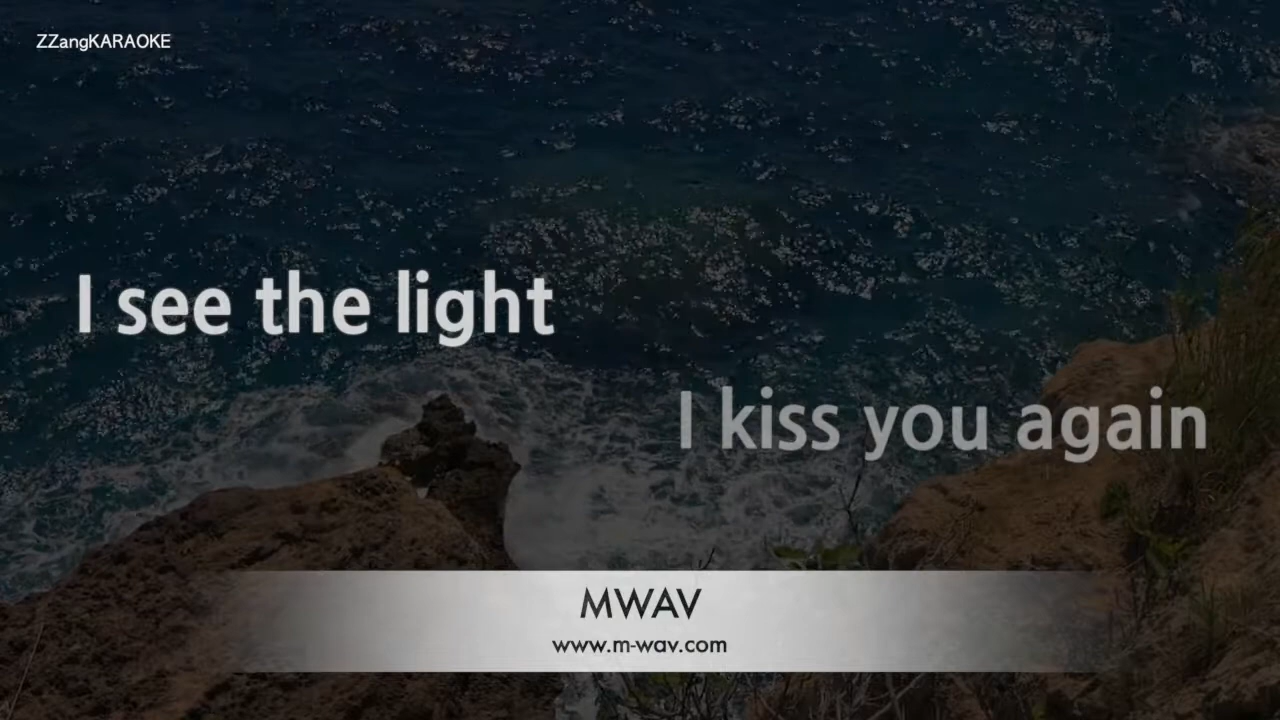 ZZangKARAOKE
I see the light
I kiss you again
MWAV
www.m-wav.com